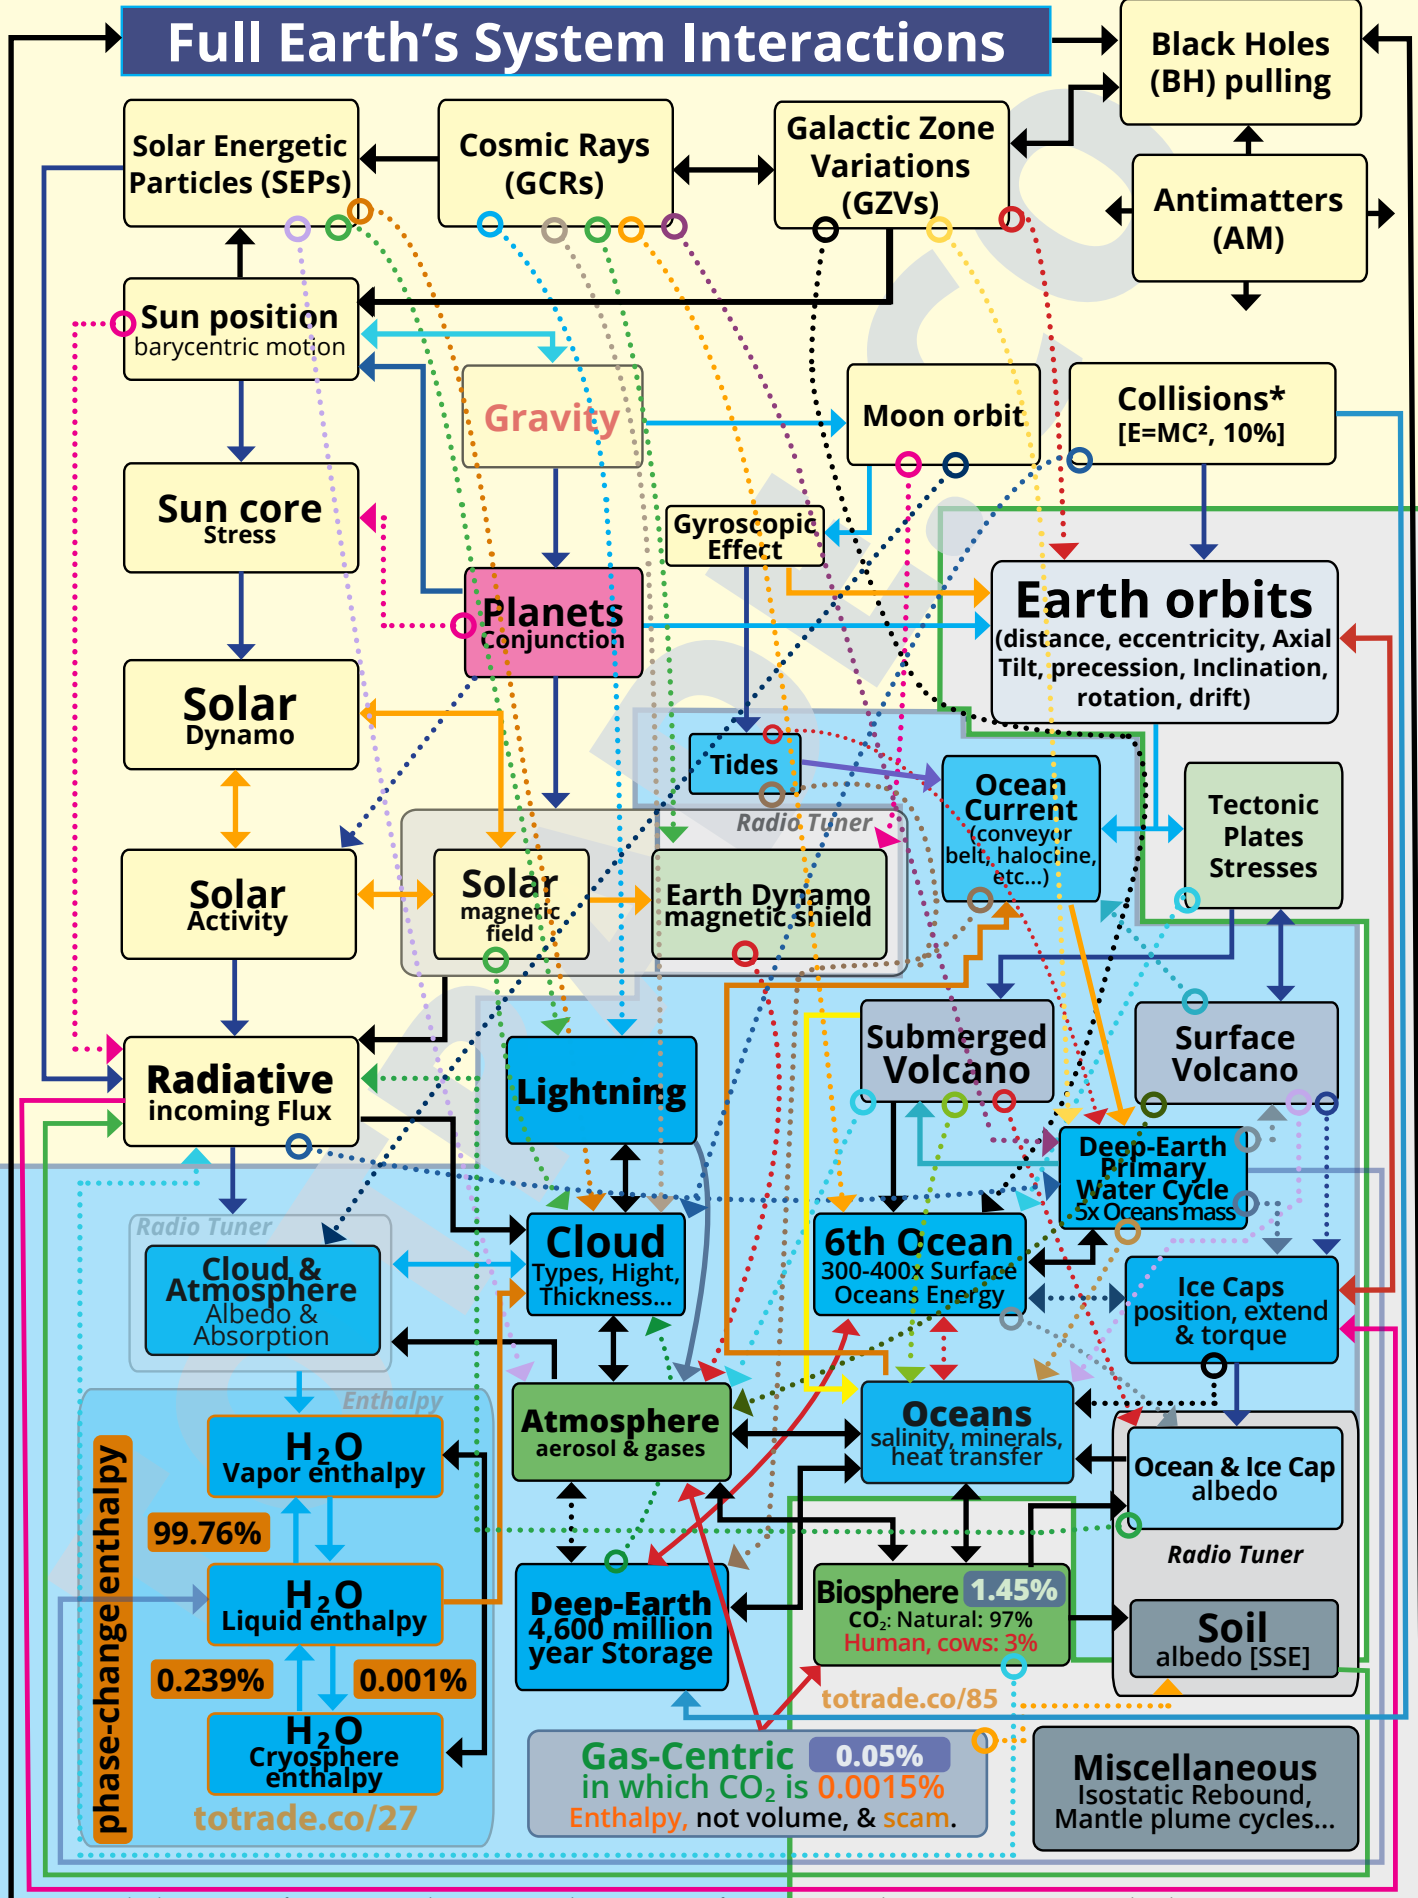 Full Earth's System Interactions
Black Holes
(BH) pulling
Solar Energetic
Particles (SEPs)
Cosmic Rays
(GCRs)
Galactic Zone
Variations
(GZVs)
Antimatters
(AM)
Sun position
barycentric motion
Gravity
Moon orbit
Collisions*
[E=MC², 10%]
Sun core
Stress
Gyroscopic
Effect
Planets
Conjunction
Earth orbits
(distance, eccentricity, Axial
Tilt, precession, Inclination,
rotation, drift)
Solar
Dynamo
Tides
Ocean
Current
(conveyor
belt, halocline,
etc...)
Tectonic
Plates
Stresses
Radio Tuner
Solar
Activity
Solar
magnetic
field
Earth Dynamo
magnetic shield
Radiative
incoming Flux
Lightning
Submerged
Volcano
Surface
Volcano
Deep-Earth
Primary
Water Cycle
5x Oceans mass
Radio Tuner
Cloud &
Atmosphere
Albedo &
Absorption
Cloud
Types, Hight,
Thickness...
6th Ocean
300-400x Surface
Oceans Energy
Ice Caps
position, extend
& torque
Enthalpy
phase-change enthalpy
H₂O
Vapor enthalpy
99.76%
H₂O
Liquid enthalpy
0.239%
0.001%
H₂O
Cryosphere
enthalpy
totrade.co/27
Atmosphere
aerosol & gases
Oceans
salinity, minerals,
heat transfer
Ocean & Ice Cap
albedo
Radio Tuner
Deep-Earth
4,600 million
year Storage
Biosphere 1.45%
CO₂: Natural: 97%
Human, cows: 3%
Soil
albedo [SSE]
totrade.co/85
Gas-Centric 0.05%
in which CO₂ is 0.0015%
Enthalpy, not volume, & scam.
Miscellaneous
Isostatic Rebound,
Mantle plume cycles...